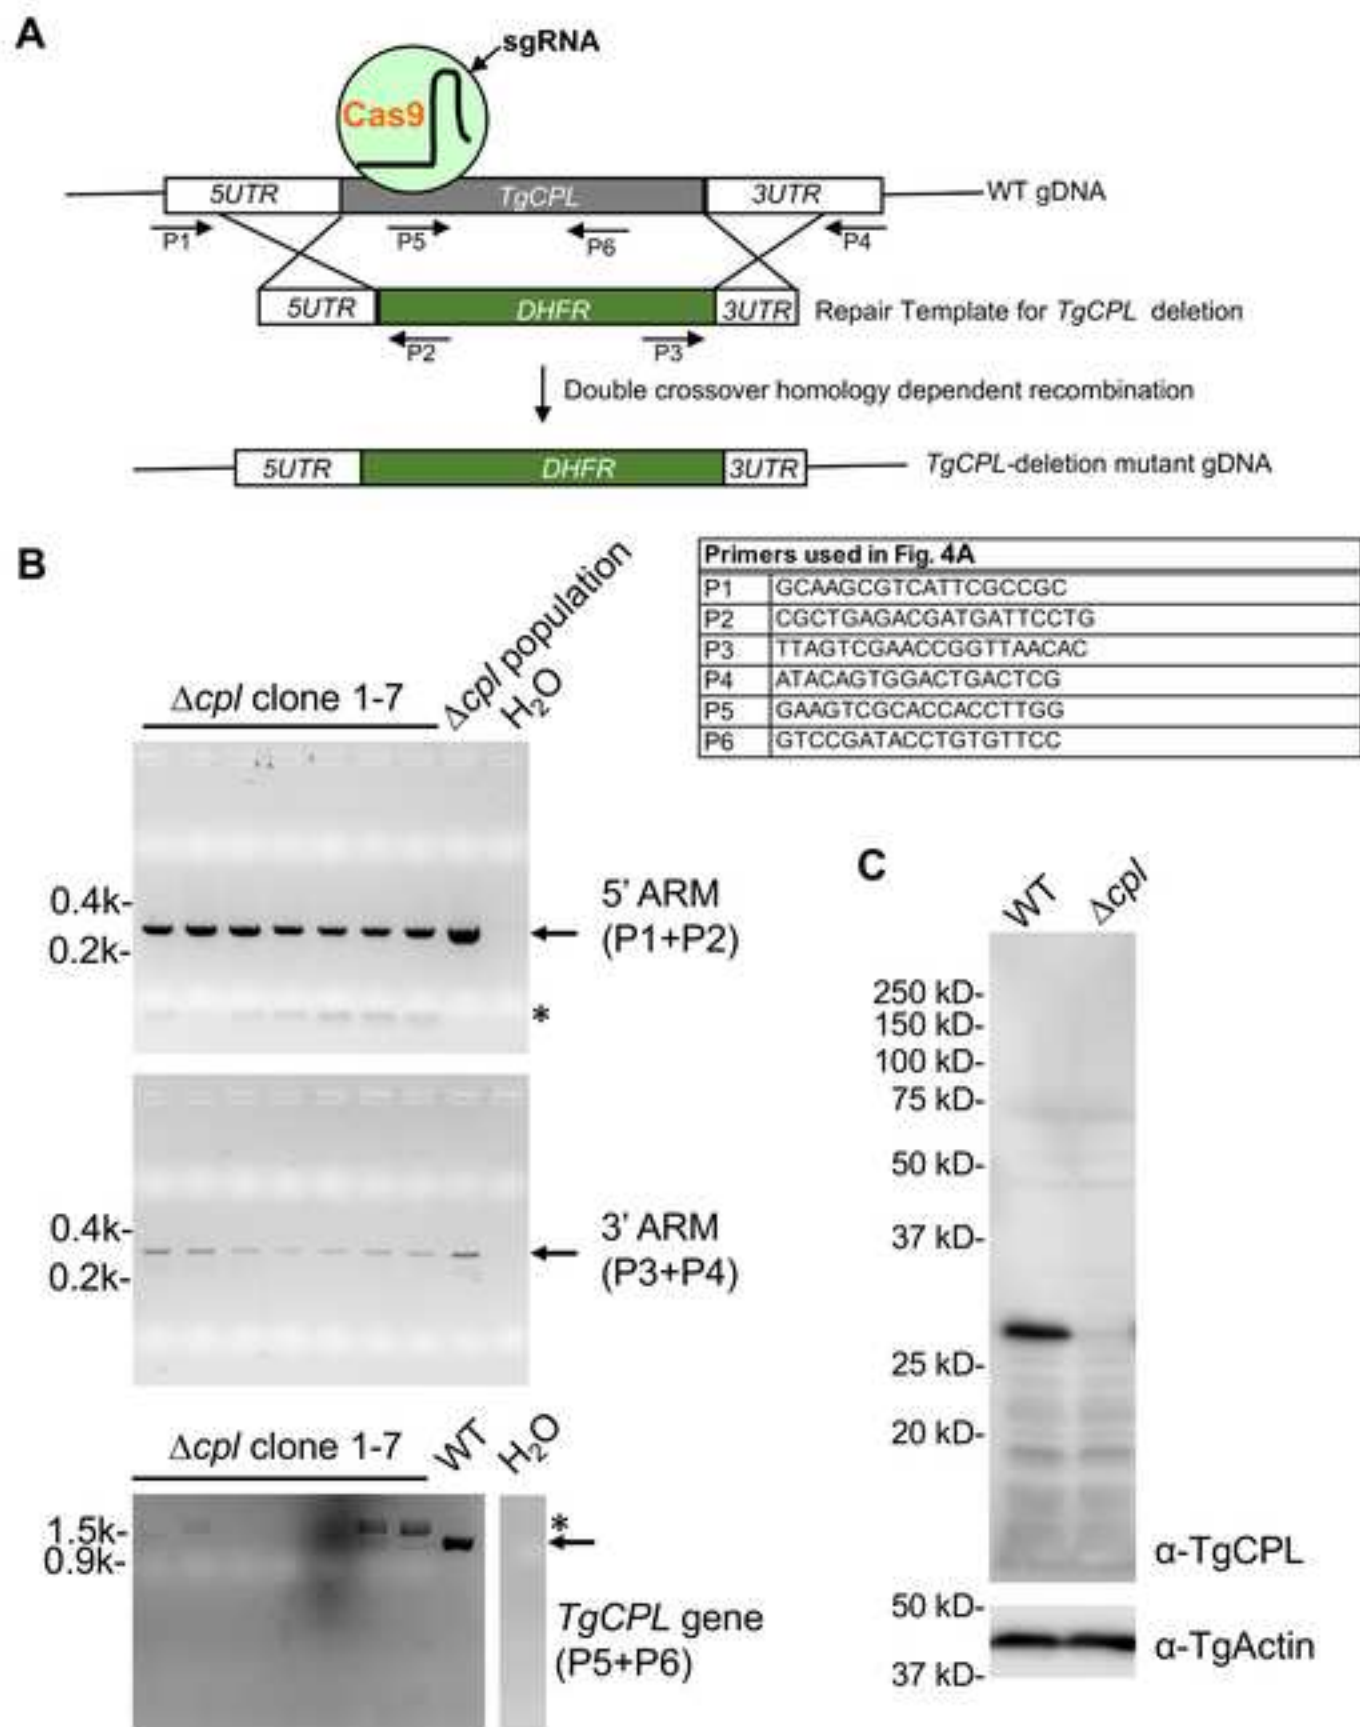 A
sgRNA
Cas9
5UTR TgCPL 3UTR WT gDNA
P1 P5 P6 P4
5UTR DHFR 3UTR Repair Template for TgCPL deletion
P2 P3
Double crossover homology dependent recombination
5UTR DHFR 3UTR TgCPL-deletion mutant gDNA
Primers used in Fig. 4A
P1 GCAAGCGTCATTCGCCGC
P2 CGCTGAGACGATGATTCCTG
P3 TTAGTCGAACCGGTTAACAC
P4 ATACAGTGGACTGACTCG
P5 GAAGTCGCACCACCTTGG
P6 GTCCGATACCTGTGTTCC
B
Δcpl clone 1-7
Δcpl population
H₂O
0.4k-
0.2k-
5' ARM
(P1+P2)
*
0.4k-
0.2k-
3' ARM
(P3+P4)
Δcpl clone 1-7
WT
H₂O
1.5k-
0.9k-
*
TgCPL gene
(P5+P6)
C
WT
Δcpl
250 kD-
150 kD-
100 kD-
75 kD-
50 kD-
37 kD-
25 kD-
20 kD-
α-TgCPL
50 kD-
α-TgActin
37 kD-